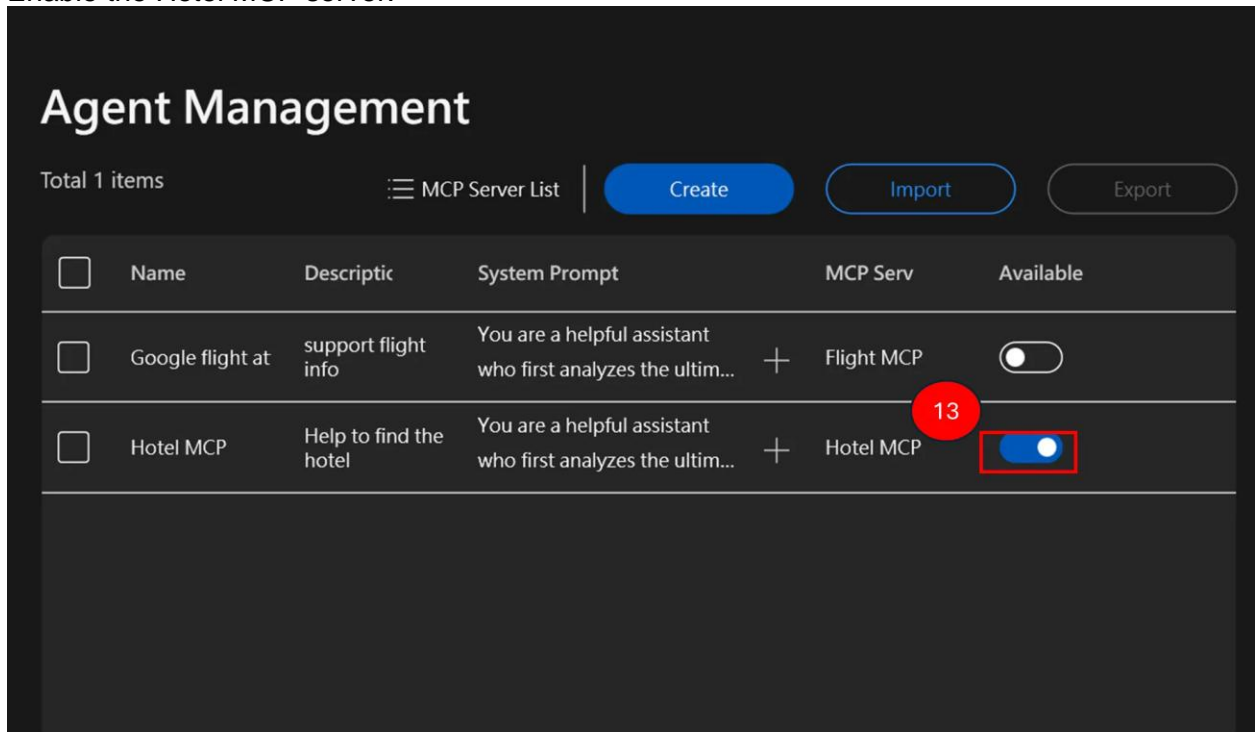 Agent Management
Total 1 items
MCP Server List
Create
Import
Export
Name
Descriptic
System Prompt
MCP Serv
Available
Google flight at
support flight
info
You are a helpful assistant
who first analyzes the ultim...
Flight MCP
13
Hotel MCP
Help to find the
hotel
You are a helpful assistant
who first analyzes the ultim...
Hotel MCP